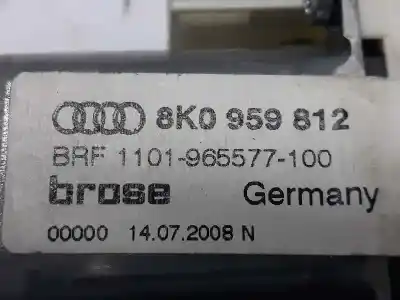 8K0 959 812
BRF 1101-965577-100
brose Germany
00000 14.07.2008 N